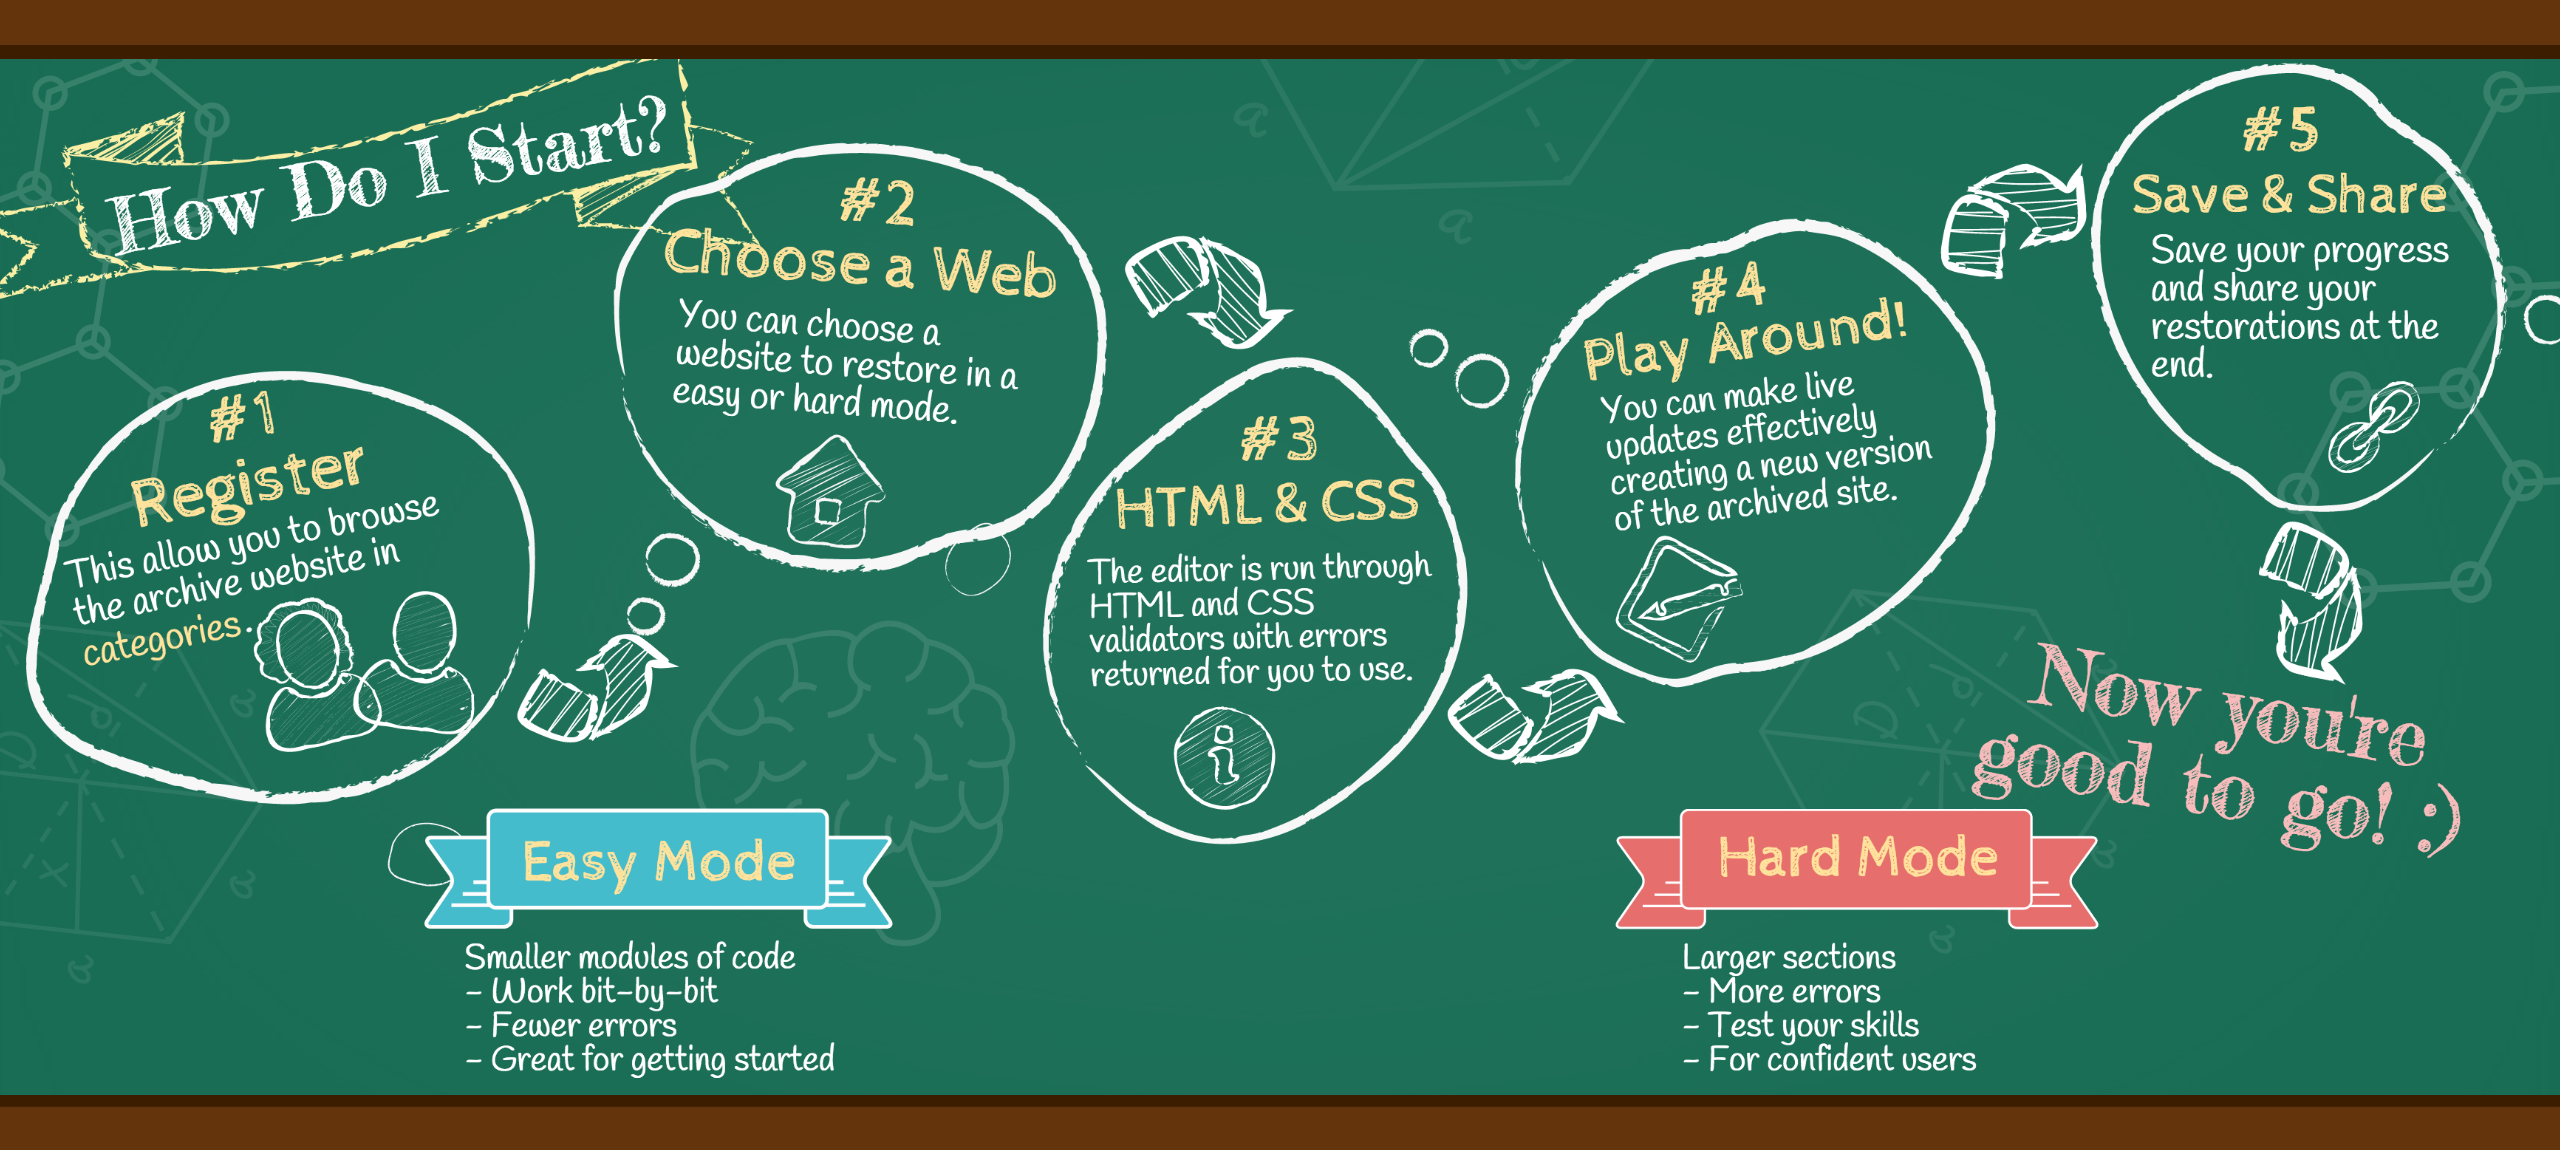 How Do I Start?
#1
Register
This allow you to browse
the archive website in
categories.
#2
Choose a Web
You can choose a
website to restore in a
easy or hard mode.
#3
HTML & CSS
The editor is run through
HTML and CSS
validators with errors
returned for you to use.
#4
Play Around!
You can make live
updates effectively
creating a new version
of the archived site.
#5
Save & Share
Save your progress
and share your
restorations at the
end.
Now you're
good to go! :)
Easy Mode
Smaller modules of code
- Work bit-by-bit
- Fewer errors
- Great for getting started
Hard Mode
Larger sections
- More errors
- Test your skills
- For confident users